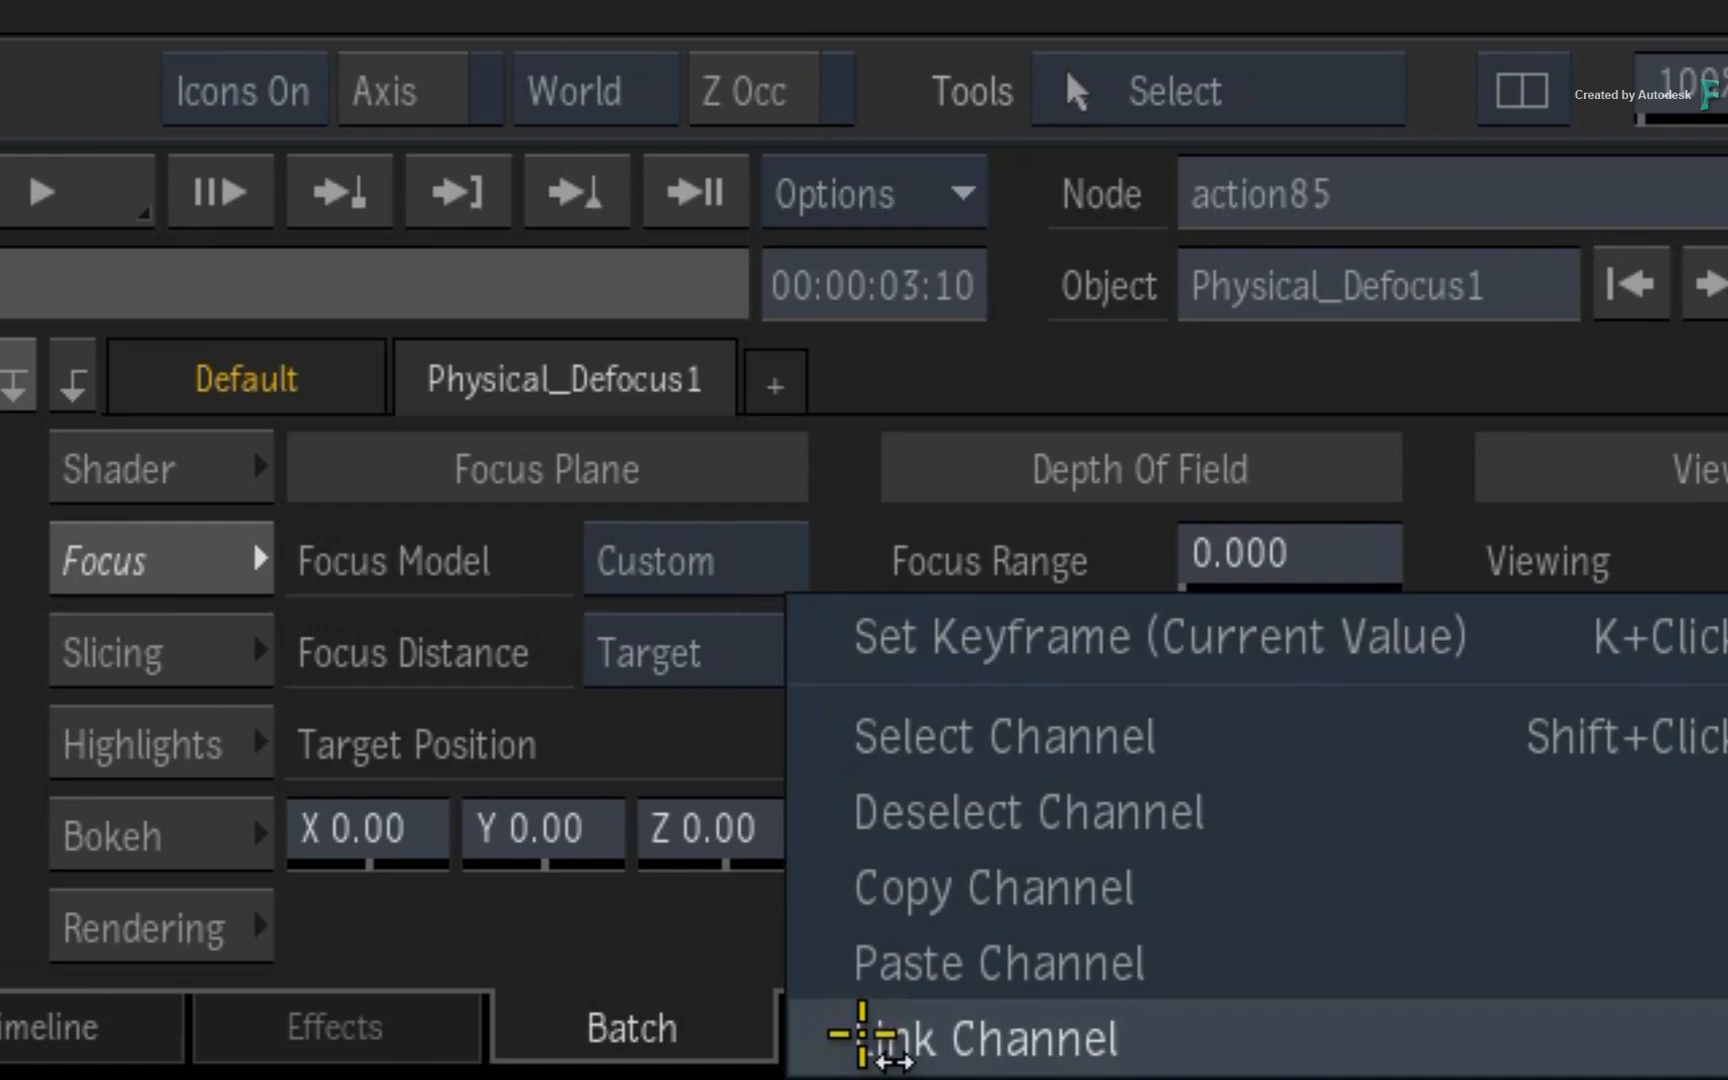 Icons On Axis World Z Occ Tools Select
Created by Autodesk
Options Node action85
00:00:03:10 Object Physical_Defocus1
Default Physical_Defocus1 +
Shader Focus Plane Depth Of Field
Focus Focus Model Custom Focus Range 0.000 Viewing
Slicing Focus Distance Target
Highlights Target Position
Bokeh X 0.00 Y 0.00 Z 0.00
Rendering
Set Keyframe (Current Value)
Select Channel
Deselect Channel
Copy Channel
Paste Channel
Link Channel
Effects Batch